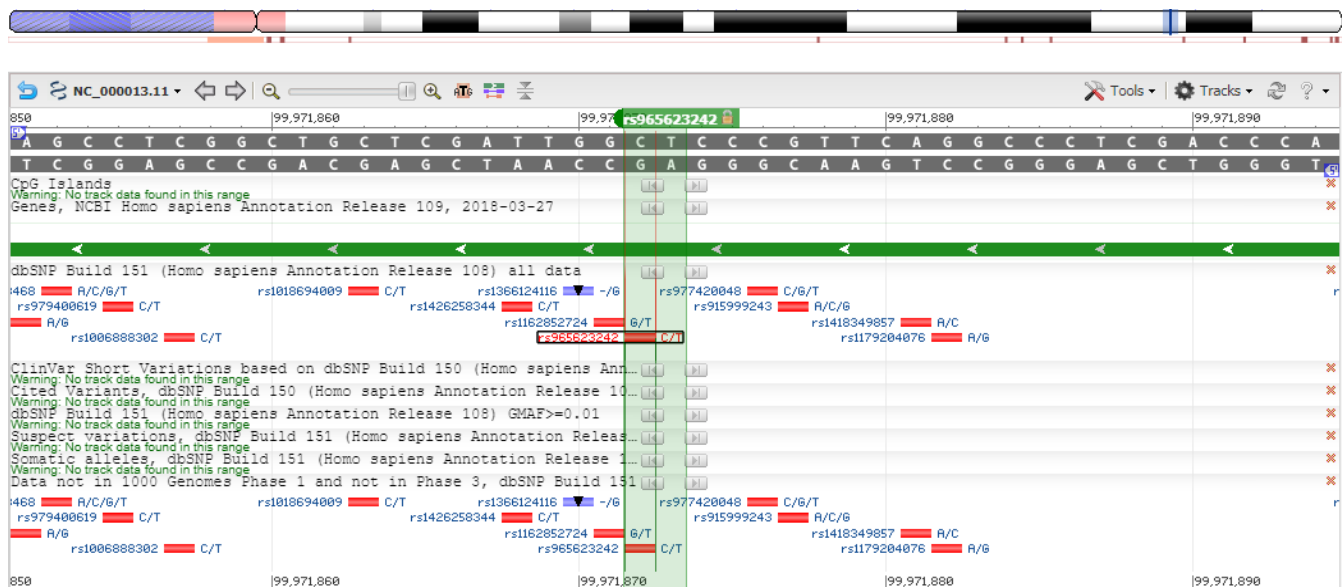 NC_000013.11
Tools
Tracks
?
850 |99,971,860 |99,97 rs965623242 |99,971,880 |99,971,890
5'
A G C C T C G G C T G C T C G A T T G G C T C C C G T T C A G G C C C T C G A C C C A
T C G G A G C C G A C G A G C T A A C C G A G G G C A A G T C C G G G A G C T G G G T
5'
CpG Islands
Warning: No track data found in this range
Genes, NCBI Homo sapiens Annotation Release 109, 2018-03-27
dbSNP Build 151 (Homo sapiens Annotation Release 108) all data
468 A/C/G/T rs1018694009 C/T rs1366124116 -/G rs977420048 C/G/T r
rs979400619 C/T rs1426258344 C/T rs915999243 A/C/G
A/G rs1162852724 G/T rs1418349857 A/C
rs1006888302 C/T rs965623242 C/T rs1179204076 A/G
ClinVar Short Variations based on dbSNP Build 150 (Homo sapiens Ann…
Warning: No track data found in this range
Cited Variants, dbSNP Build 150 (Homo sapiens Annotation Release 10…
Warning: No track data found in this range
dbSNP Build 151 (Homo sapiens Annotation Release 108) GMAF>=0.01
Warning: No track data found in this range
Suspect variations, dbSNP Build 151 (Homo sapiens Annotation Releas…
Warning: No track data found in this range
Somatic alleles, dbSNP Build 151 (Homo sapiens Annotation Release 1…
Warning: No track data found in this range
Data not in 1000 Genomes Phase 1 and not in Phase 3, dbSNP Build 151
468 A/C/G/T rs1018694009 C/T rs1366124116 -/G rs977420048 C/G/T r
rs979400619 C/T rs1426258344 C/T rs915999243 A/C/G
A/G rs1162852724 G/T rs1418349857 A/C
rs1006888302 C/T rs965623242 C/T rs1179204076 A/G
850 |99,971,860 |99,971,870 |99,971,880 |99,971,890